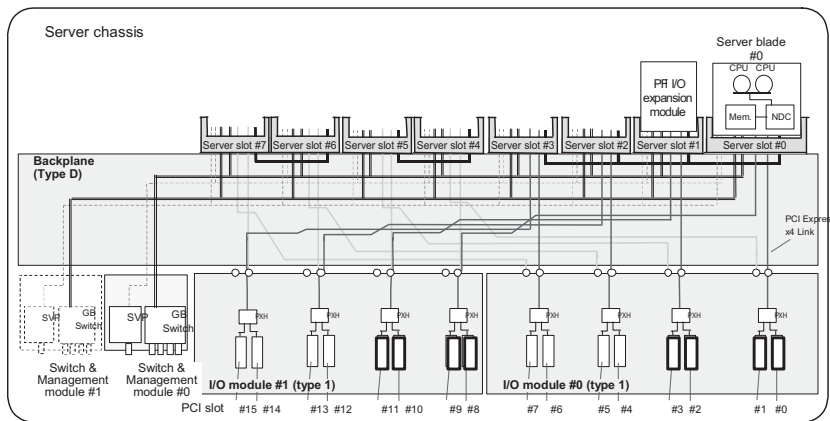 Server chassis
Server blade
#0
CPU CPU
Mem.
NDC
PFI I/O
expansion
module
Server slot #7
Server slot #6
Server slot #5
Server slot #4
Server slot #3
Server slot #2
Server slot #1
Server slot #0
Backplane
(Type D)
PCI Expres
x4 Link
SVP
GB
Switch
SVP
GB
Switch
PXH
PXH
PXH
PXH
PXH
PXH
PXH
PXH
Switch &
Management
module #1
Switch &
Management
module #0
I/O module #1 (type 1)
I/O module #0 (type 1)
PCI slot
#15 #14
#13 #12
#11 #10
#9 #8
#7 #6
#5 #4
#3 #2
#1 #0